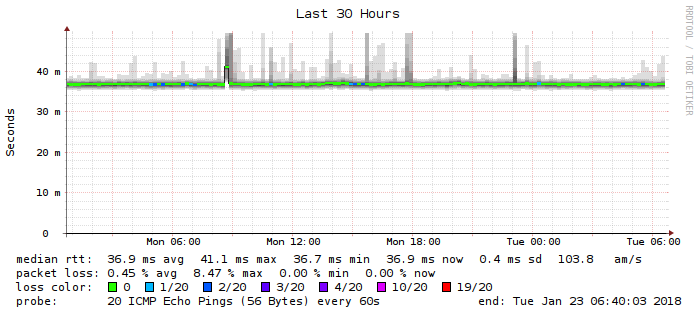 Last 30 Hours
RRDTOOL / TOBI OETIKER
Seconds
40 m
30 m
20 m
10 m
0
Mon 06:00 Mon 12:00 Mon 18:00 Tue 00:00 Tue 06:00
median rtt: 36.9 ms avg 41.1 ms max 36.7 ms min 36.9 ms now 0.4 ms sd 103.8 am/s
packet loss: 0.45 % avg 8.47 % max 0.00 % min 0.00 % now
loss color: 0 1/20 2/20 3/20 4/20 10/20 19/20
probe: 20 ICMP Echo Pings (56 Bytes) every 60s end: Tue Jan 23 06:40:03 2018